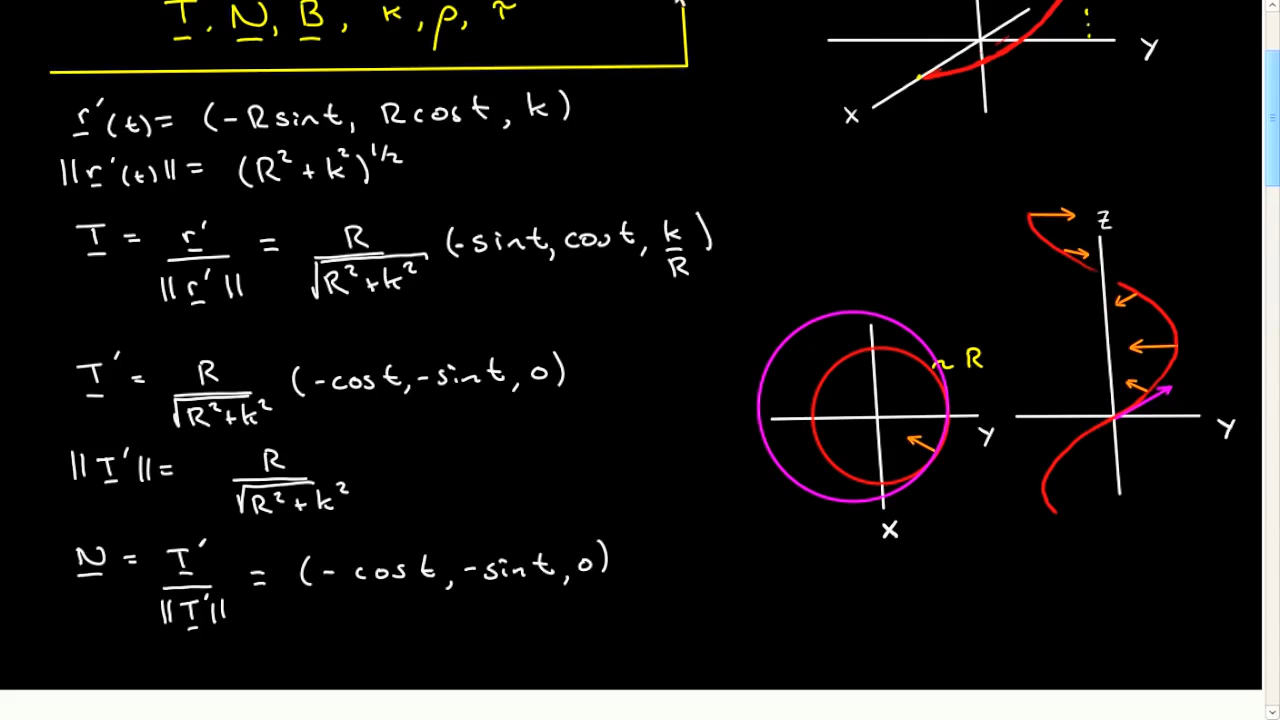 T, N, B, κ, ρ, τ
r'(t) = (-R sin t, R cos t, k)
||r'(t)|| = (R² + k²)^1/2
T = r' / ||r'|| = R / √(R² + k²) (-sin t, cos t, k/R)
T' = R / √(R² + k²) (-cos t, -sin t, 0)
||T'|| = R / √(R² + k²)
N = T' / ||T'|| = (-cos t, -sin t, 0)
Y
X
Z
~ R
Y
Y
X